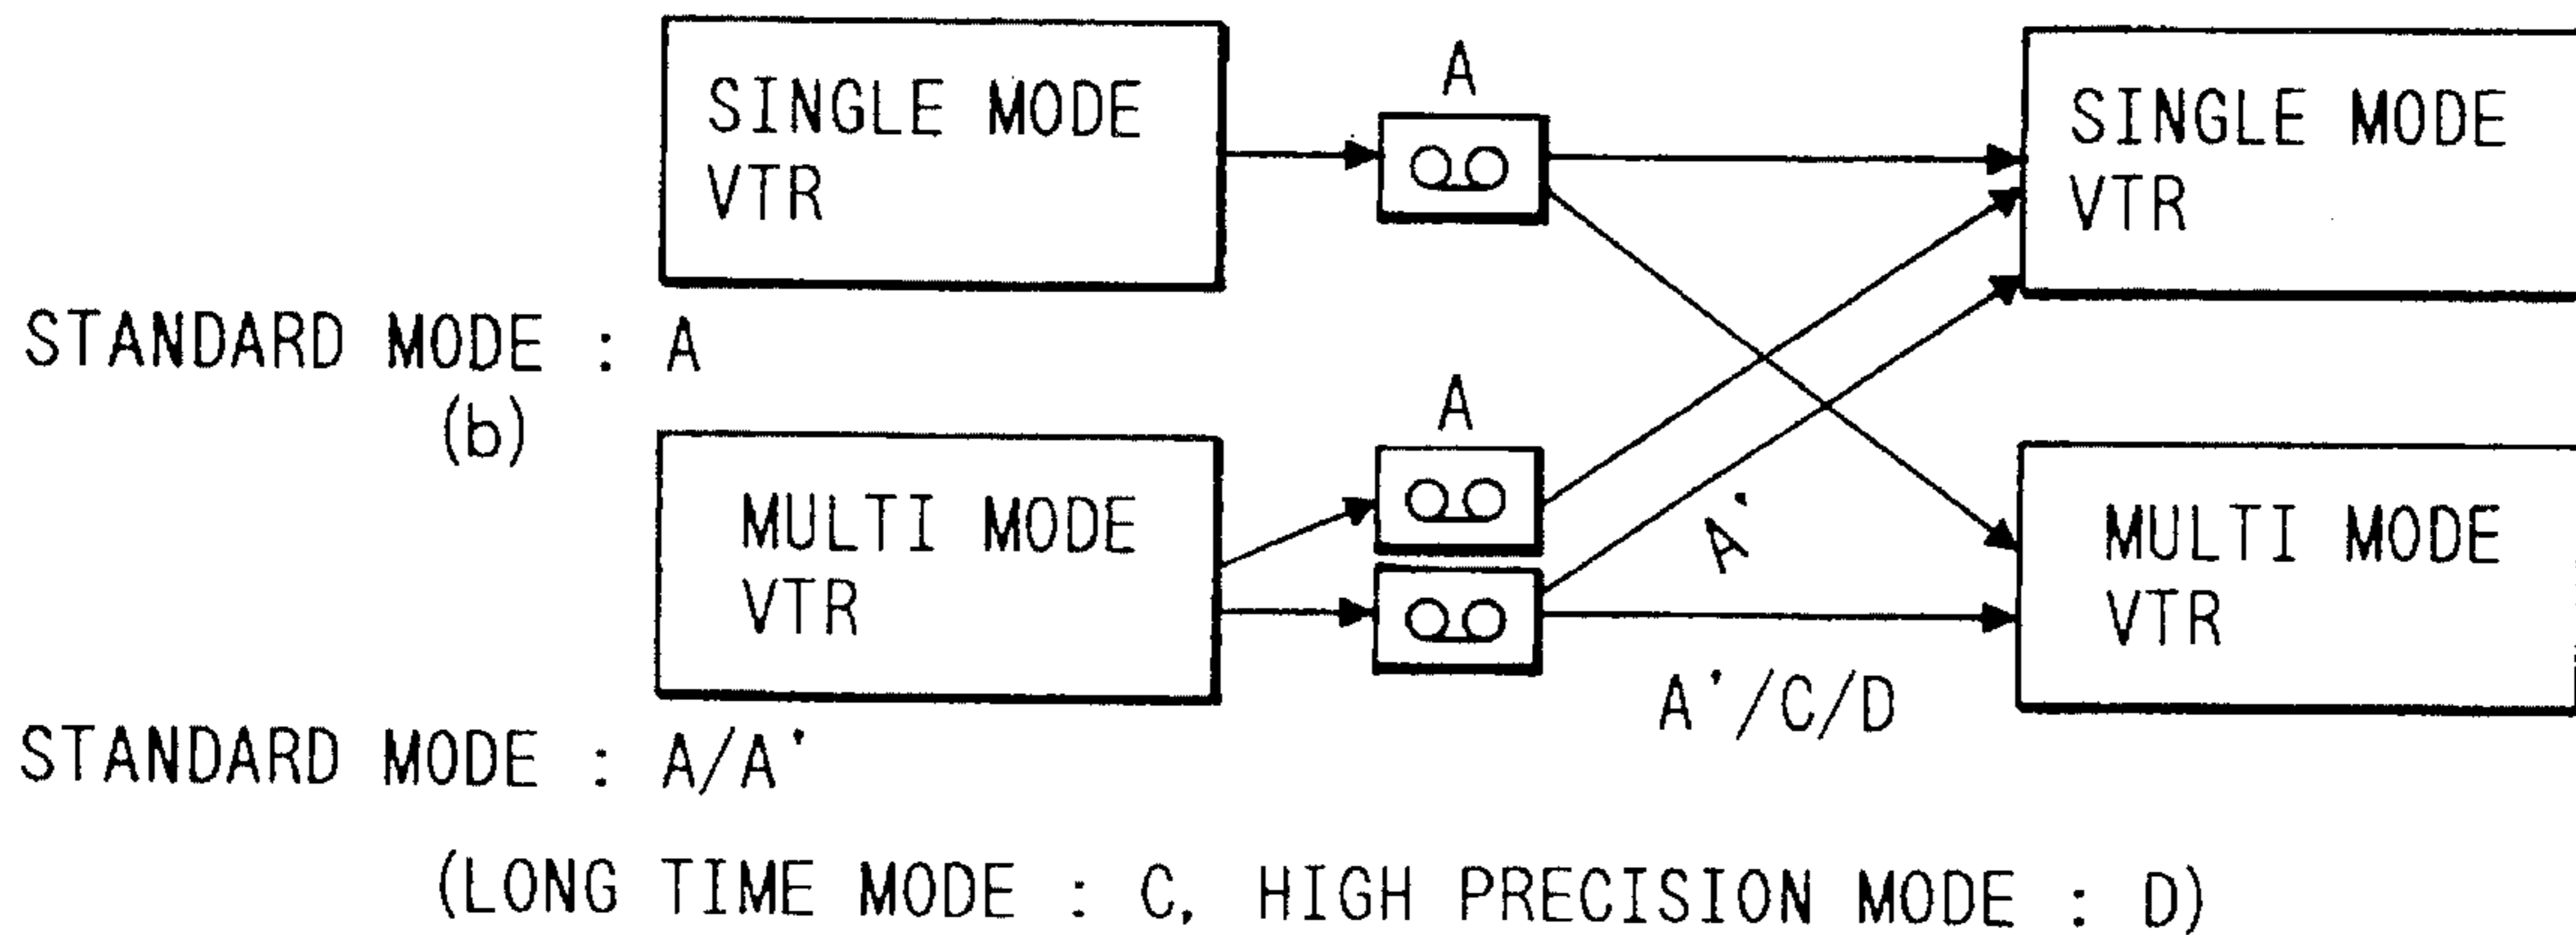 SINGLE MODE
VTR
A
SINGLE MODE
VTR
STANDARD MODE : A
(b)
MULTI MODE
VTR
A
A'
MULTI MODE
VTR
A'/C/D
STANDARD MODE : A/A'
(LONG TIME MODE : C, HIGH PRECISION MODE : D)